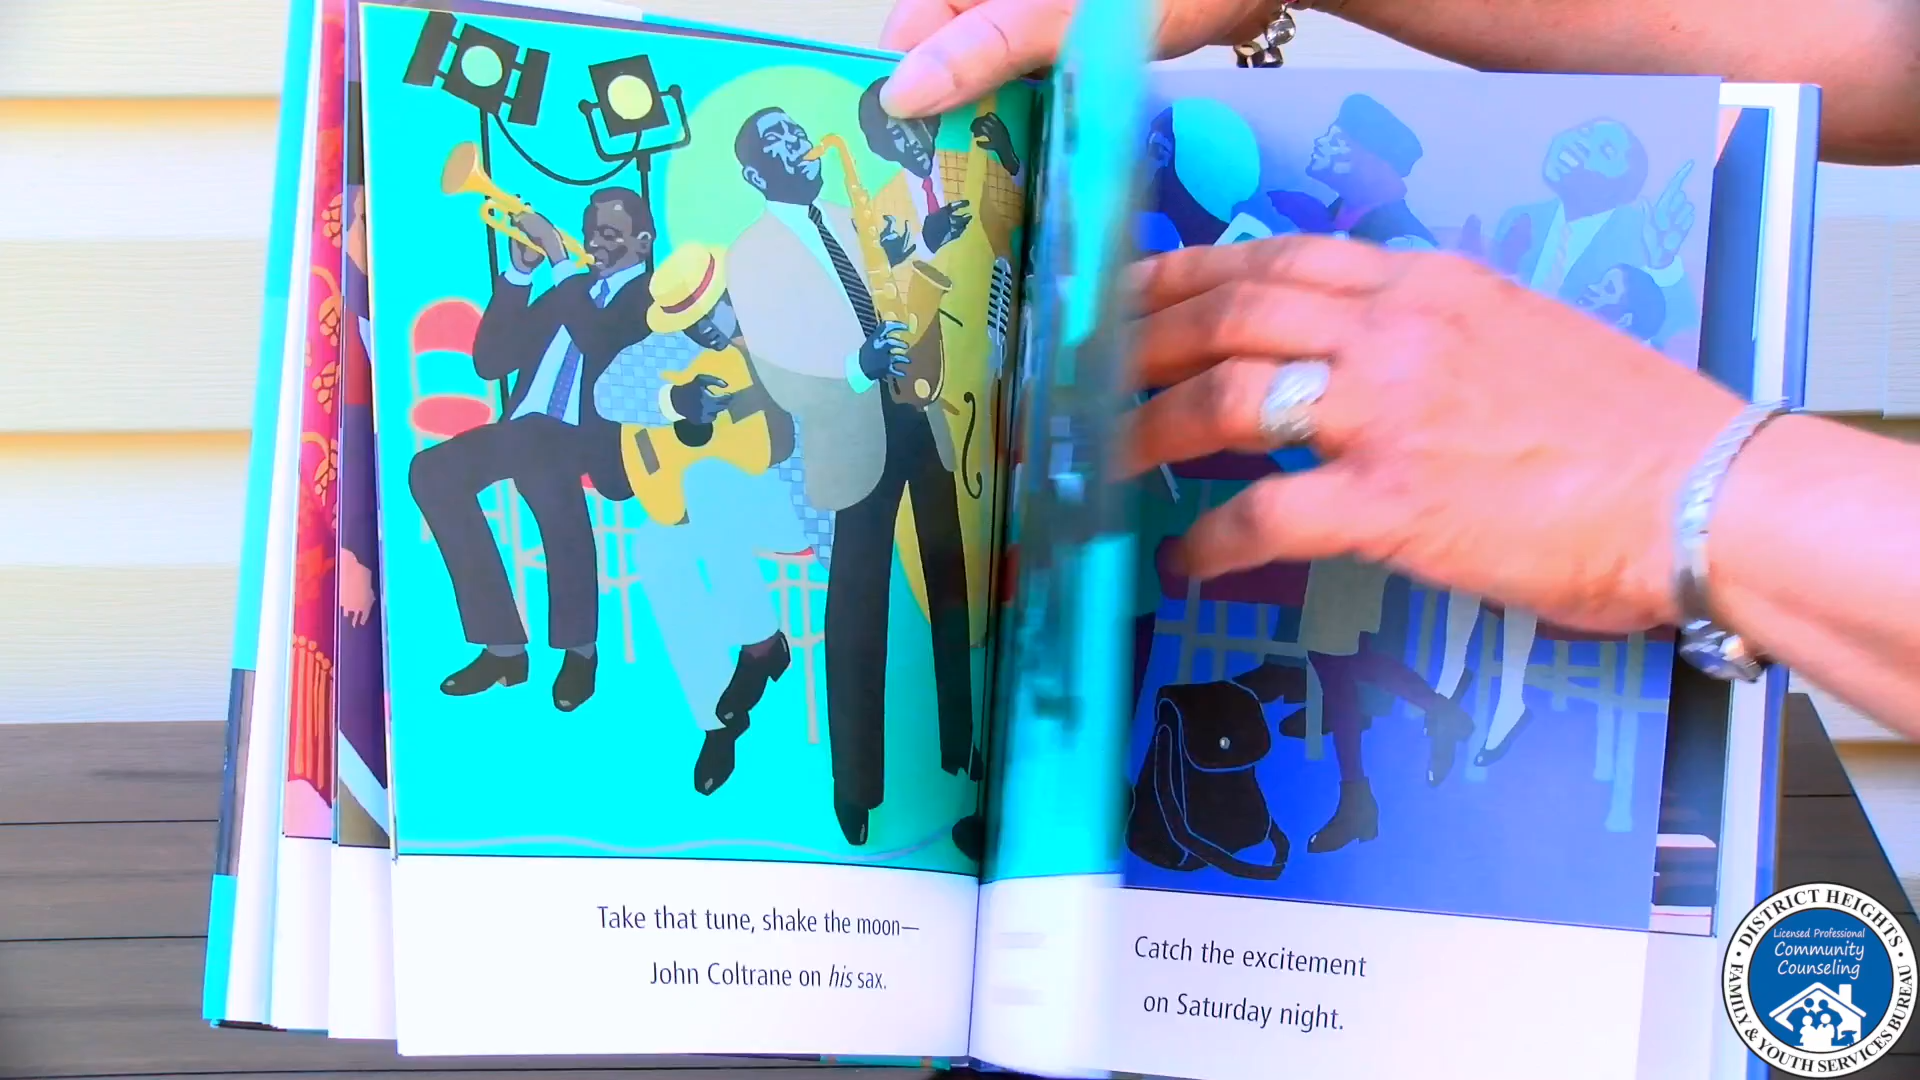 Take that tune, shake the moon—
John Coltrane on his sax.
Catch the excitement
on Saturday night.
DISTRICT HEIGHTS
Licensed Professional
Community
Counseling
FAMILY & YOUTH SERVICES BUREAU